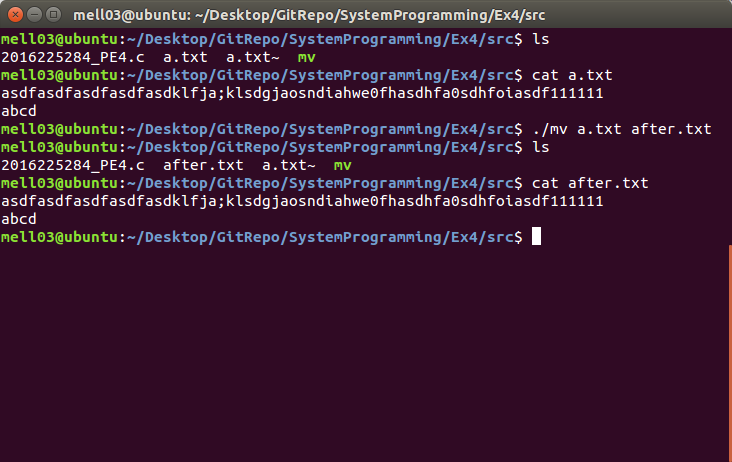 mell03@ubuntu: ~/Desktop/GitRepo/SystemProgramming/Ex4/src
mell03@ubuntu:~/Desktop/GitRepo/SystemProgramming/Ex4/src$ ls
2016225284_PE4.c  a.txt  a.txt~  mv
mell03@ubuntu:~/Desktop/GitRepo/SystemProgramming/Ex4/src$ cat a.txt
asdfasdfasdfasdfasdklfja;klsdgjaosndiahwe0fhasdhfa0sdhfoiasdf111111
abcd
mell03@ubuntu:~/Desktop/GitRepo/SystemProgramming/Ex4/src$ ./mv a.txt after.txt
mell03@ubuntu:~/Desktop/GitRepo/SystemProgramming/Ex4/src$ ls
2016225284_PE4.c  after.txt  a.txt~  mv
mell03@ubuntu:~/Desktop/GitRepo/SystemProgramming/Ex4/src$ cat after.txt
asdfasdfasdfasdfasdklfja;klsdgjaosndiahwe0fhasdhfa0sdhfoiasdf111111
abcd
mell03@ubuntu:~/Desktop/GitRepo/SystemProgramming/Ex4/src$